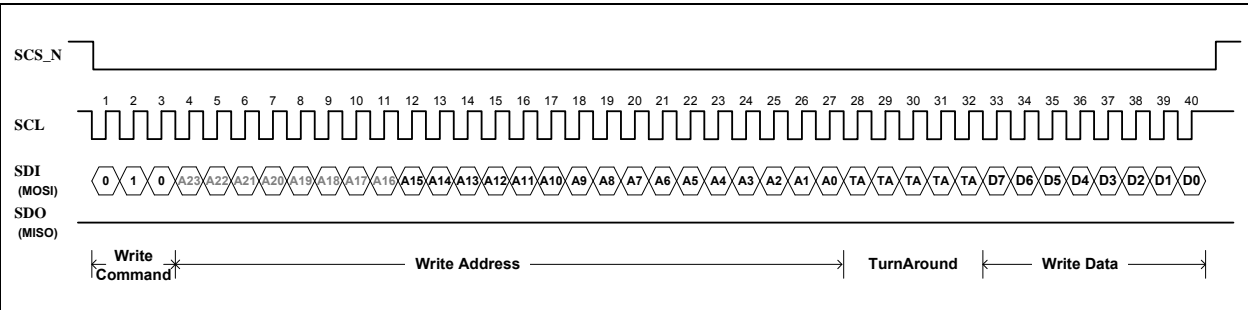 SCS_N
1 2 3 4 5 6 7 8 9 10 11 12 13 14 15 16 17 18 19 20 21 22 23 24 25 26 27 28 29 30 31 32 33 34 35 36 37 38 39 40
SCL
SDI
(MOSI)
0 1 0 A23 A22 A21 A20 A19 A18 A17 A16 A15 A14 A13 A12 A11 A10 A9 A8 A7 A6 A5 A4 A3 A2 A1 A0 TA TA TA TA TA D7 D6 D5 D4 D3 D2 D1 D0
SDO
(MISO)
Write
Command
Write Address
TurnAround
Write Data